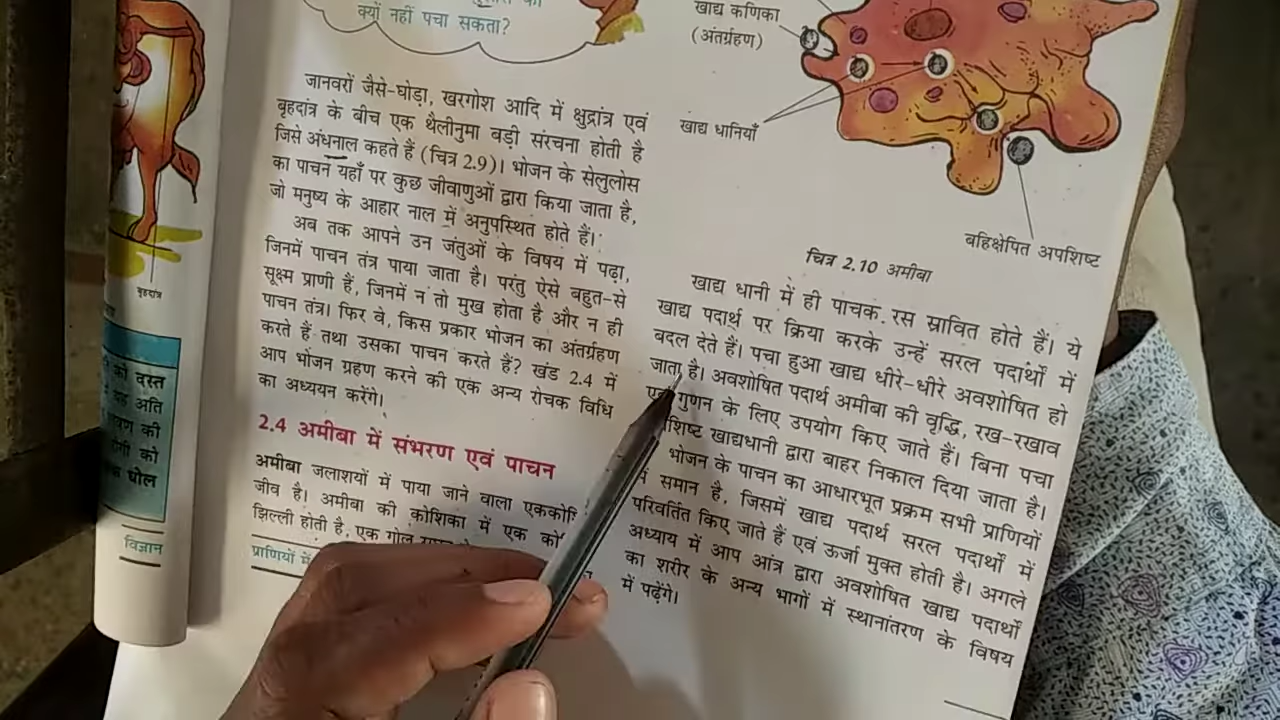 क्यों नहीं पचा सकता?
जानवरों जैसे-घोड़ा, खरगोश आदि में क्षुद्रांत्र एवं
बृहदांत्र के बीच एक थैलीनुमा बड़ी संरचना होती है
जिसे अंधनाल कहते हैं (चित्र 2.9)। भोजन के सेलुलोस
का पाचन यहाँ पर कुछ जीवाणुओं द्वारा किया जाता है,
जो मनुष्य के आहार नाल में अनुपस्थित होते हैं।
अब तक आपने उन जंतुओं के विषय में पढ़ा,
जिनमें पाचन तंत्र पाया जाता है। परंतु ऐसे बहुत-से
सूक्ष्म प्राणी हैं, जिनमें न तो मुख होता है और न ही
पाचन तंत्र। फिर वे, किस प्रकार भोजन का अंतर्ग्रहण
करते हैं तथा उसका पाचन करते हैं? खंड 2.4 में
आप भोजन ग्रहण करने की एक अन्य रोचक विधि
का अध्ययन करेंगे।
2.4 अमीबा में संभरण एवं पाचन
अमीबा जलाशयों में पाया जाने वाला
जीव है। अमीबा की कोशिका में एक
झिल्ली होती है, एक गोल
प्राणियों में
खाद्य कणिका
(अंतर्ग्रहण)
खाद्य धानियाँ
बहिक्षेपित अपशिष्ट
चित्र 2.10 अमीबा
खाद्य धानी में ही पाचक रस स्रावित होते हैं। ये
खाद्य पदार्थ पर क्रिया करके उन्हें सरल पदार्थों में
बदल देते हैं। पचा हुआ खाद्य धीरे-धीरे अवशोषित हो
जाता है। अवशोषित पदार्थ अमीबा की वृद्धि, रख-रखाव
गुणन के लिए उपयोग किए जाते हैं। बिना पचा
खाद्यधानी द्वारा बाहर निकाल दिया जाता है।
भोजन के पाचन का आधारभूत प्रक्रम सभी प्राणियों
में समान है, जिसमें खाद्य पदार्थ सरल पदार्थों में
परिवर्तित किए जाते हैं एवं ऊर्जा मुक्त होती है। अगले
अध्याय में आप आंत्र द्वारा अवशोषित खाद्य पदार्थों
का शरीर के अन्य भागों में स्थानांतरण के विषय
में पढ़ेंगे।
बृहदांत्र
को दस्त
अति
की
को
घोल
विज्ञान